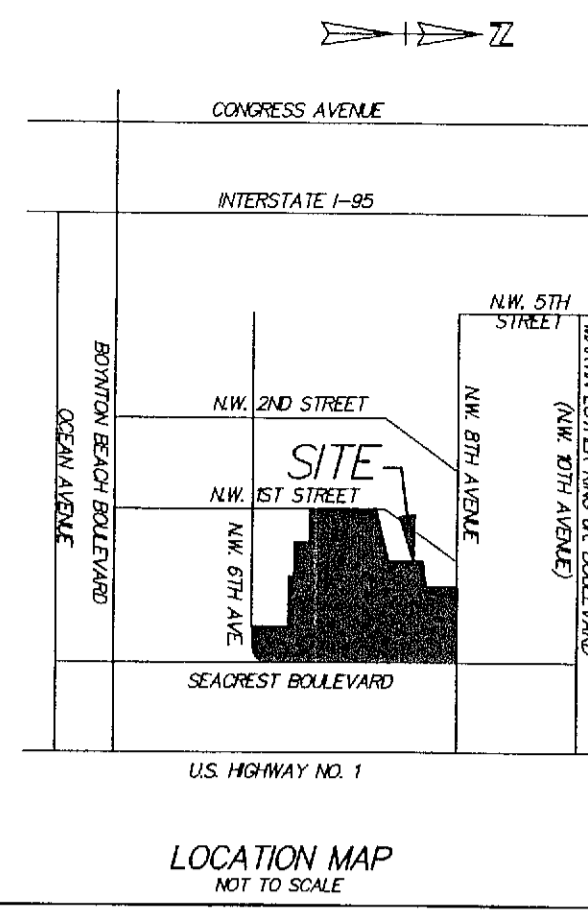 N
CONGRESS AVENUE
INTERSTATE I-95
N.W. 5TH
STREET
BOYNTON BEACH BOULEVARD
OCEAN AVENUE
N.W. 2ND STREET
SITE
N.W. 1ST STREET
N.W. 8TH AVENUE
(N.W. 10TH AVENUE)
N.W. 6TH AVE.
SEACREST BOULEVARD
U.S. HIGHWAY NO. 1
LOCATION MAP
NOT TO SCALE